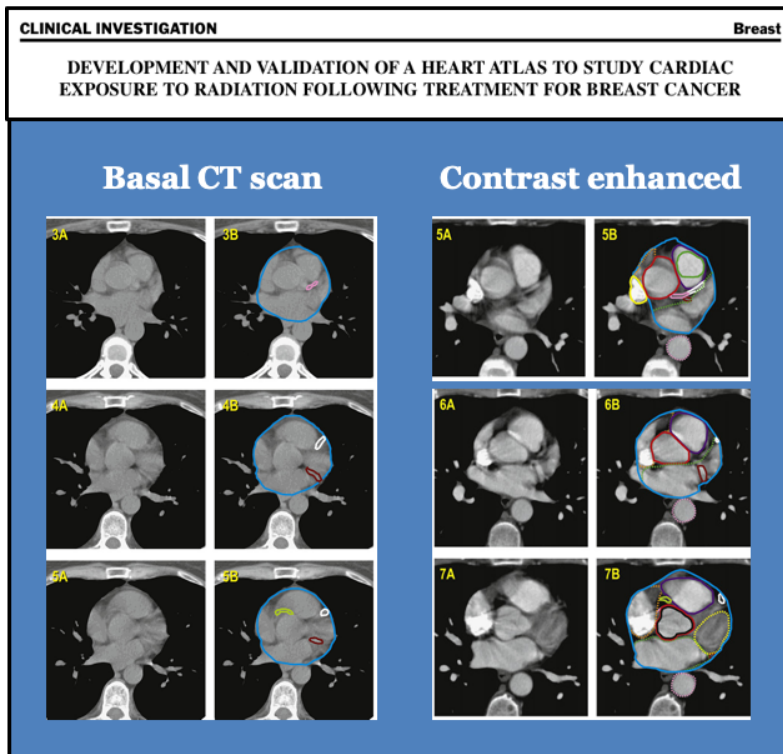 CLINICAL INVESTIGATION
Breast
DEVELOPMENT AND VALIDATION OF A HEART ATLAS TO STUDY CARDIAC
EXPOSURE TO RADIATION FOLLOWING TREATMENT FOR BREAST CANCER
Basal CT scan
Contrast enhanced
3A
3B
5A
5B
4A
4B
6A
6B
5A
5B
7A
7B